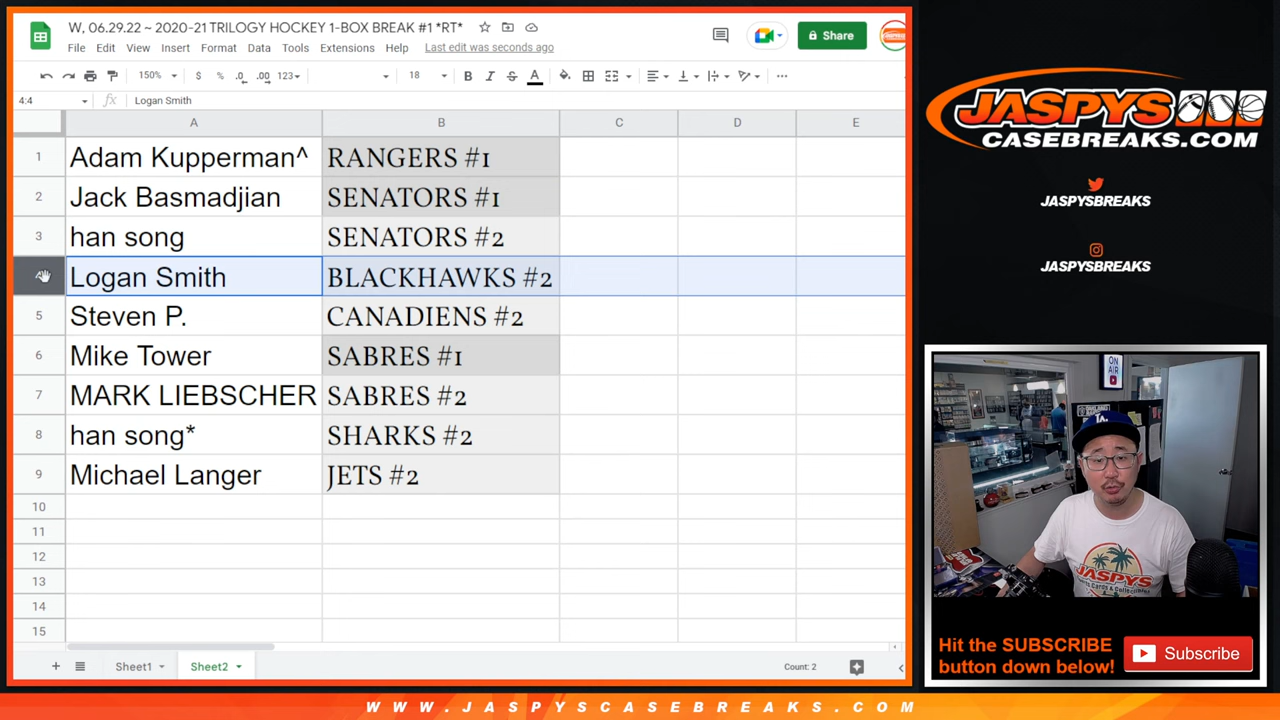 W, 06.29.22 ~ 2020-21 TRILOGY HOCKEY 1-BOX BREAK #1 *RT*
File Edit View Insert Format Data Tools Extensions Help Last edit was seconds ago
Share
150% $ % .0 .00 123 18 B I S A
4:4 fx Logan Smith
A B C D E
1 Adam Kupperman^ RANGERS #1
2 Jack Basmadjian SENATORS #1
3 han song SENATORS #2
Logan Smith BLACKHAWKS #2
5 Steven P. CANADIENS #2
6 Mike Tower SABRES #1
7 MARK LIEBSCHER SABRES #2
8 han song* SHARKS #2
9 Michael Langer JETS #2
10
11
12
13
14
15
+ Sheet1 Sheet2 Count: 2
JASPYS
CASEBREAKS.COM
JASPYSBREAKS
JASPYSBREAKS
ON
AIR
LA
JASPYS
Hit the SUBSCRIBE
button down below!
Subscribe
WWW.JASPYSCASEBREAKS.COM